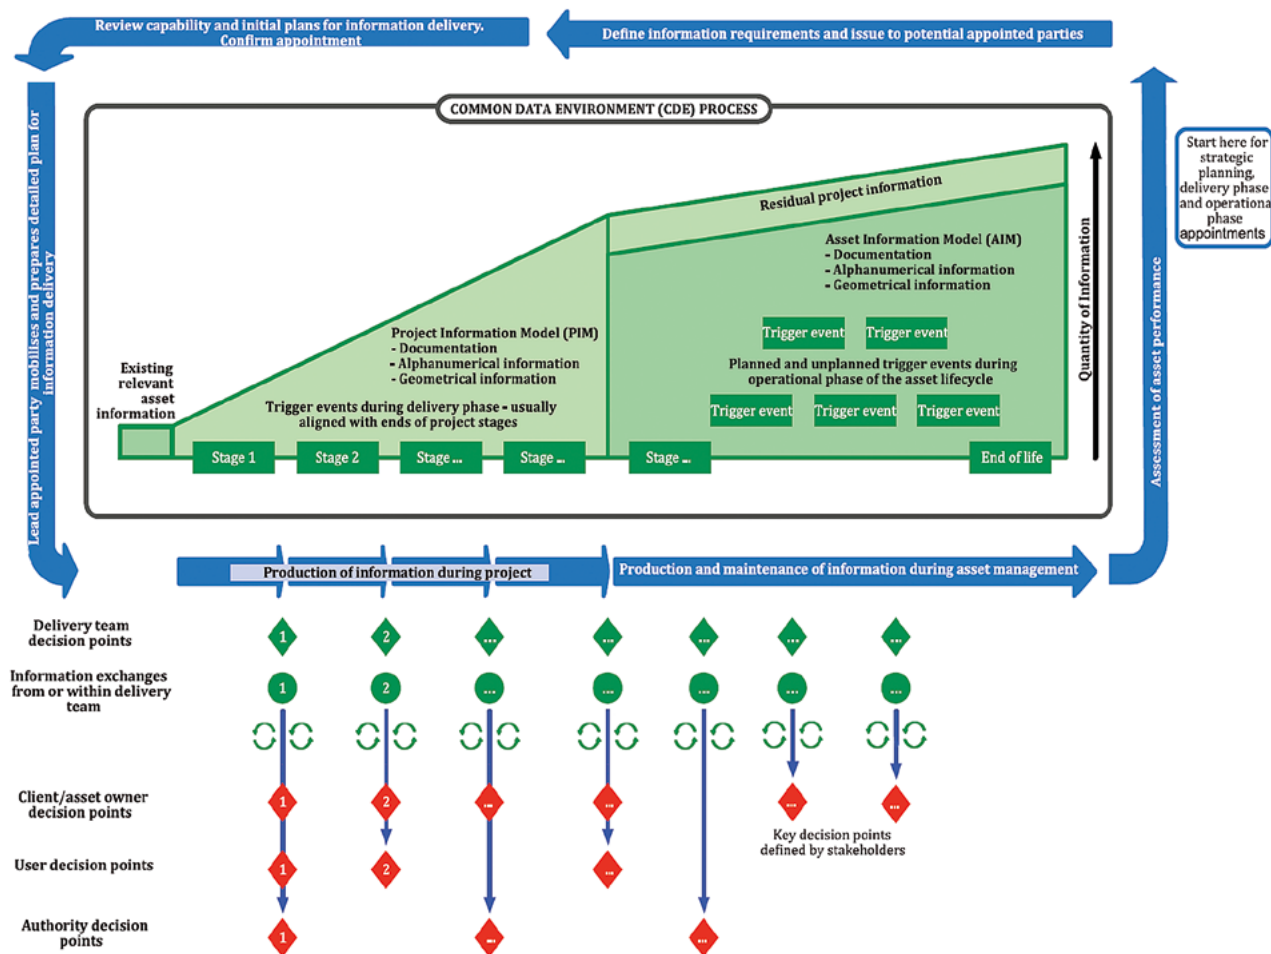 Review capability and initial plans for information delivery.
Confirm appointment
Define information requirements and issue to potential appointed parties
Lead appointed party mobilises and prepares detailed plan for
information delivery
COMMON DATA ENVIRONMENT (CDE) PROCESS
Start here for
strategic
planning,
delivery phase
and operationa
phase
appointments
Assessment of asset performance
Quantity of Information
Residual project information
Asset Information Model (AIM)
- Documentation
- Alphanumerical information
- Geometrical information
Project Information Model (PIM)
- Documentation
- Alphanumerical information
- Geometrical information
Trigger event
Trigger event
Planned and unplanned trigger events during
operational phase of the asset lifecycle
Trigger event
Trigger event
Trigger event
Existing
relevant
asset
information
Trigger events during delivery phase - usually
aligned with ends of project stages
Stage 1
Stage 2
Stage ...
Stage ...
Stage ...
End of life
Production of information during project
Production and maintenance of information during asset management
Delivery team
decision points
1
2
...
...
...
...
...
Information exchanges
from or within delivery
team
1
2
...
...
...
...
...
Client/asset owner
decision points
1
2
...
...
...
...
Key decision points
defined by stakeholders
User decision points
1
2
...
Authority decision
points
1
...
...